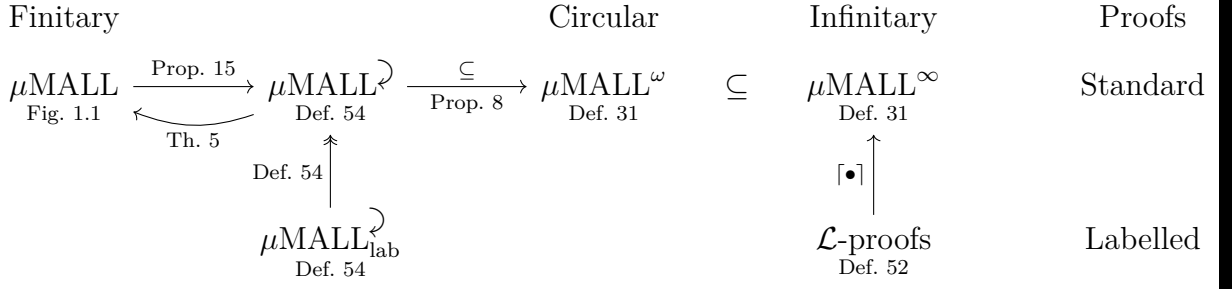 Finitary Circular Infinitary Proofs
Prop. 15 ⊆
μMALL μMALL⤸ μMALL^ω ⊆ μMALL^∞ Standard
Fig. 1.1 Def. 54 Prop. 8 Def. 31 Def. 31
Th. 5
Def. 54 ⌈•⌉
μMALL⤸_lab 𝓛-proofs Labelled
Def. 54 Def. 52